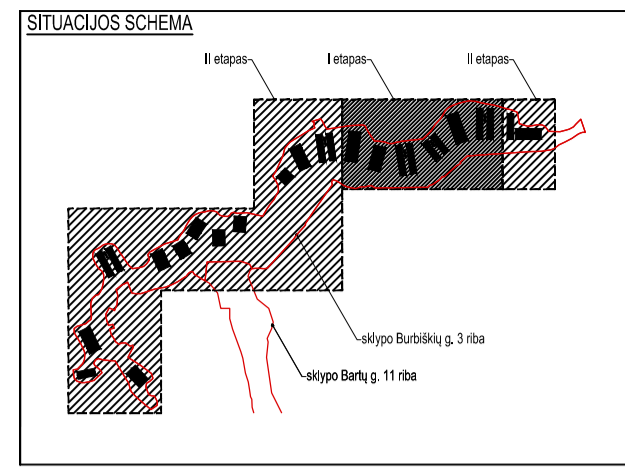 SITUACIJOS SCHEMA
II etapas
I etapas
II etapas
sklypo Burbiškių g. 3 riba
sklypo Bartų g. 11 riba